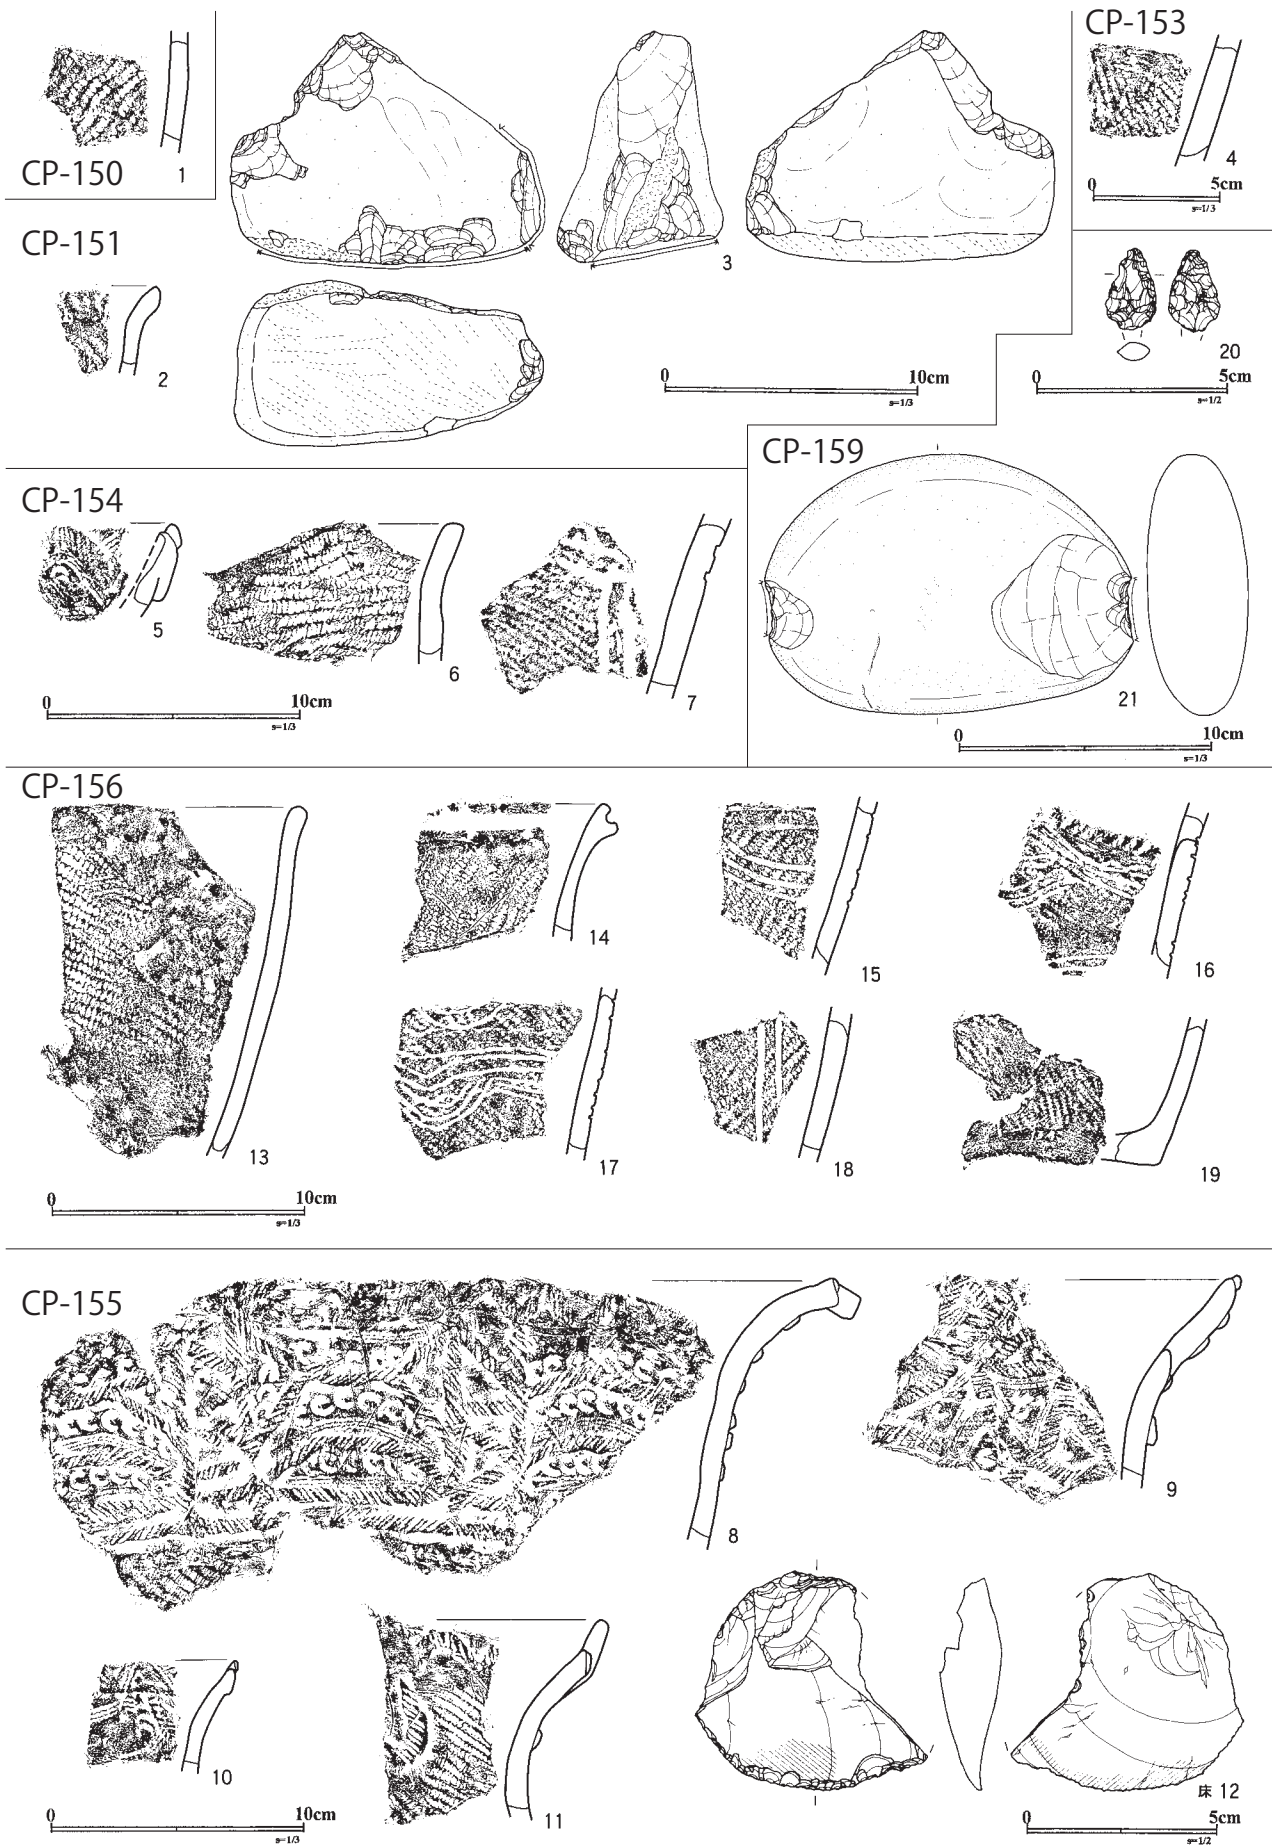 CP-150
1
3
CP-153
4
0 5cm
s=1/3
CP-151
2
0 10cm
s=1/3
20
0 5cm
s=1/2
CP-154
5
6
7
0 10cm
s=1/3
CP-159
21
0 10cm
s=1/3
CP-156
13
14
15
16
17
18
19
0 10cm
s=1/3
CP-155
8
9
10
11
0 10cm
s=1/3
床 12
0 5cm
s=1/2